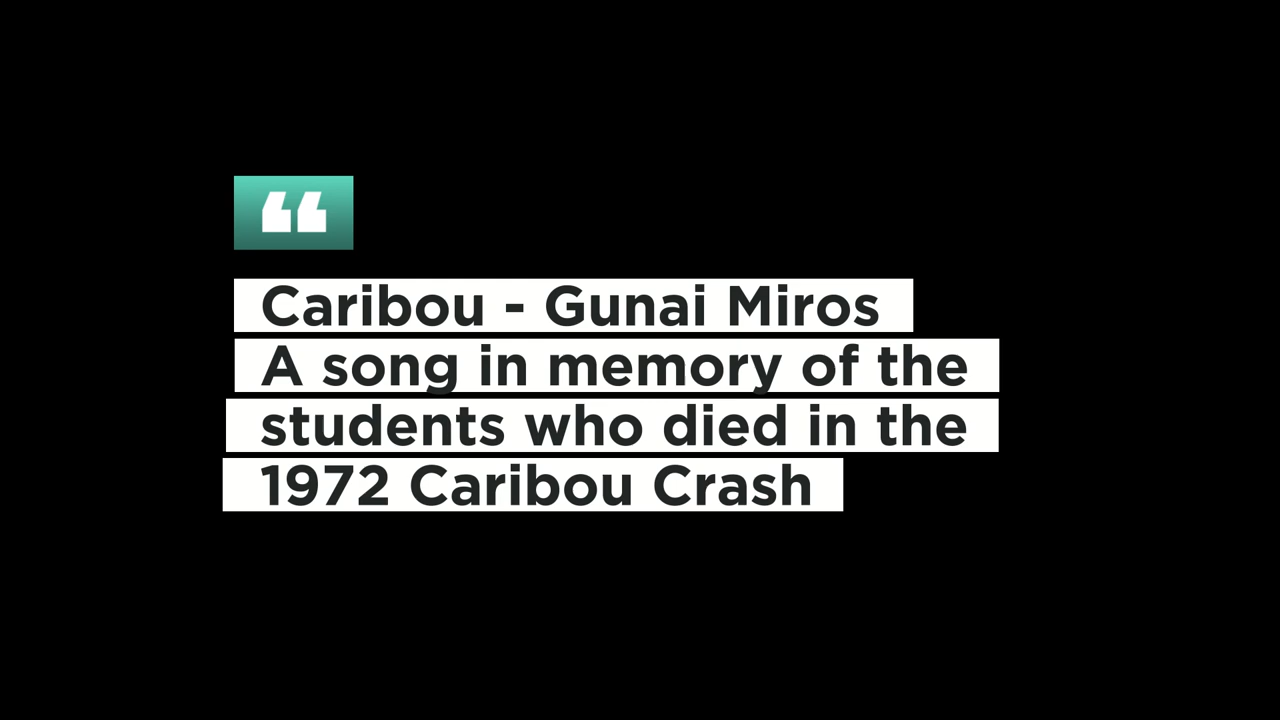 “
Caribou - Gunai Miros
A song in memory of the
students who died in the
1972 Caribou Crash